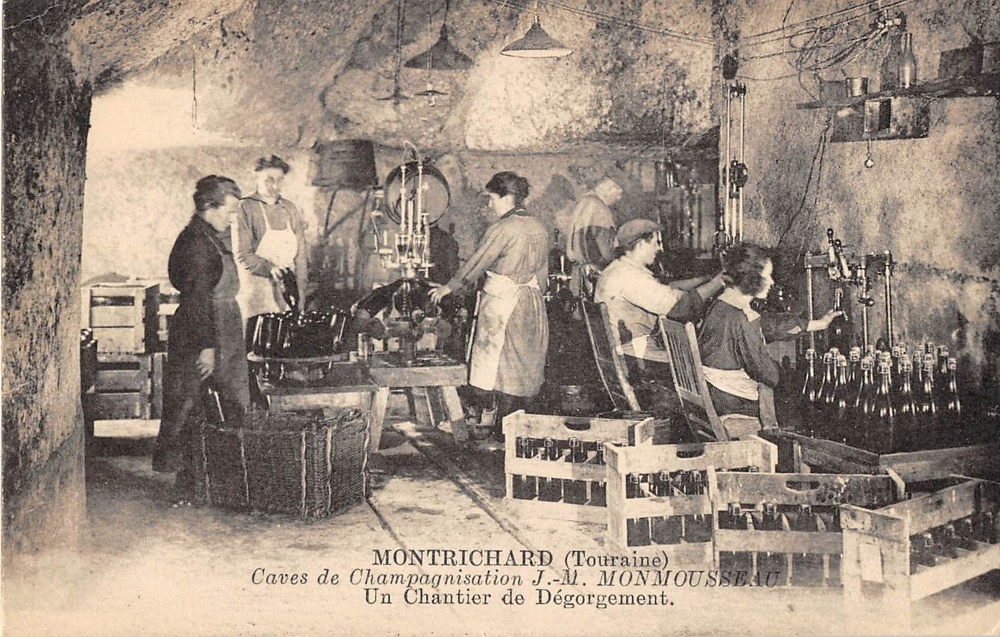 MONTRICHARD (Touraine)
Caves de Champagnisation J.-M. MONMOUSSEAU
Un Chantier de Dégorgement.